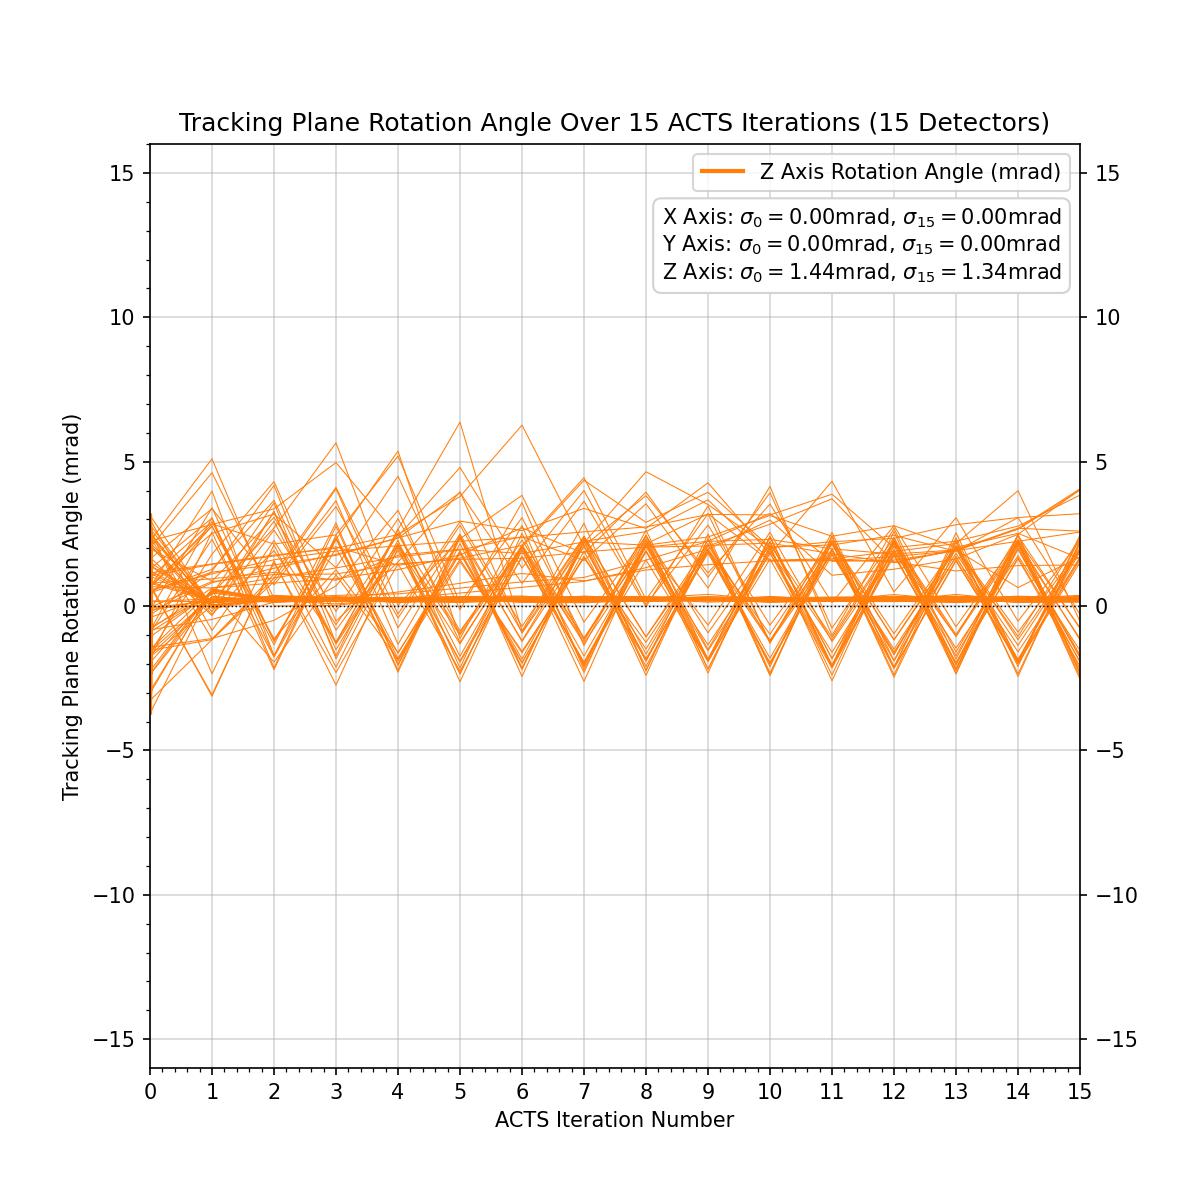 Tracking Plane Rotation Angle Over 15 ACTS Iterations (15 Detectors)
Z Axis Rotation Angle (mrad)
X Axis: σ₀ = 0.00mrad, σ₁₅ = 0.00mrad
Y Axis: σ₀ = 0.00mrad, σ₁₅ = 0.00mrad
Z Axis: σ₀ = 1.44mrad, σ₁₅ = 1.34mrad
Tracking Plane Rotation Angle (mrad)
15 15
10 10
5 5
0 0
−5 −5
−10 −10
−15 −15
0 1 2 3 4 5 6 7 8 9 10 11 12 13 14 15
ACTS Iteration Number